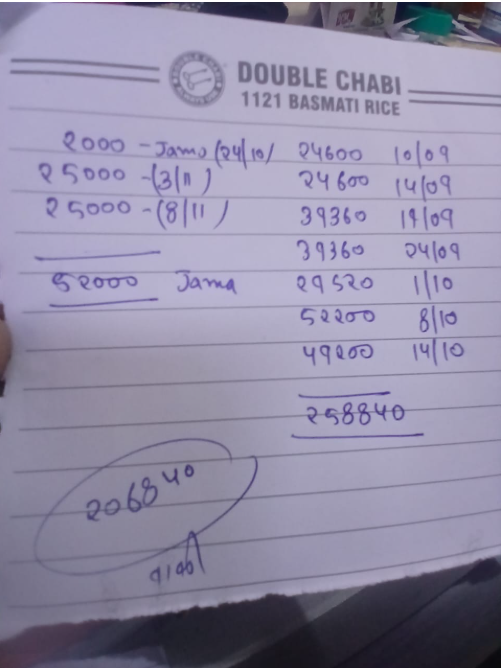 DOUBLE CHABI
DOUBLE CHABI
1121 BASMATI RICE
2000 - Jama (24/10/ 24600 10/09
25000 - (3/11) 24600 14/09
25000 - (8/11) 39360
39360 24/09
52000 Jama 29520 1/10
52200 8/10
49200 14/10
258840
206840
बाकी